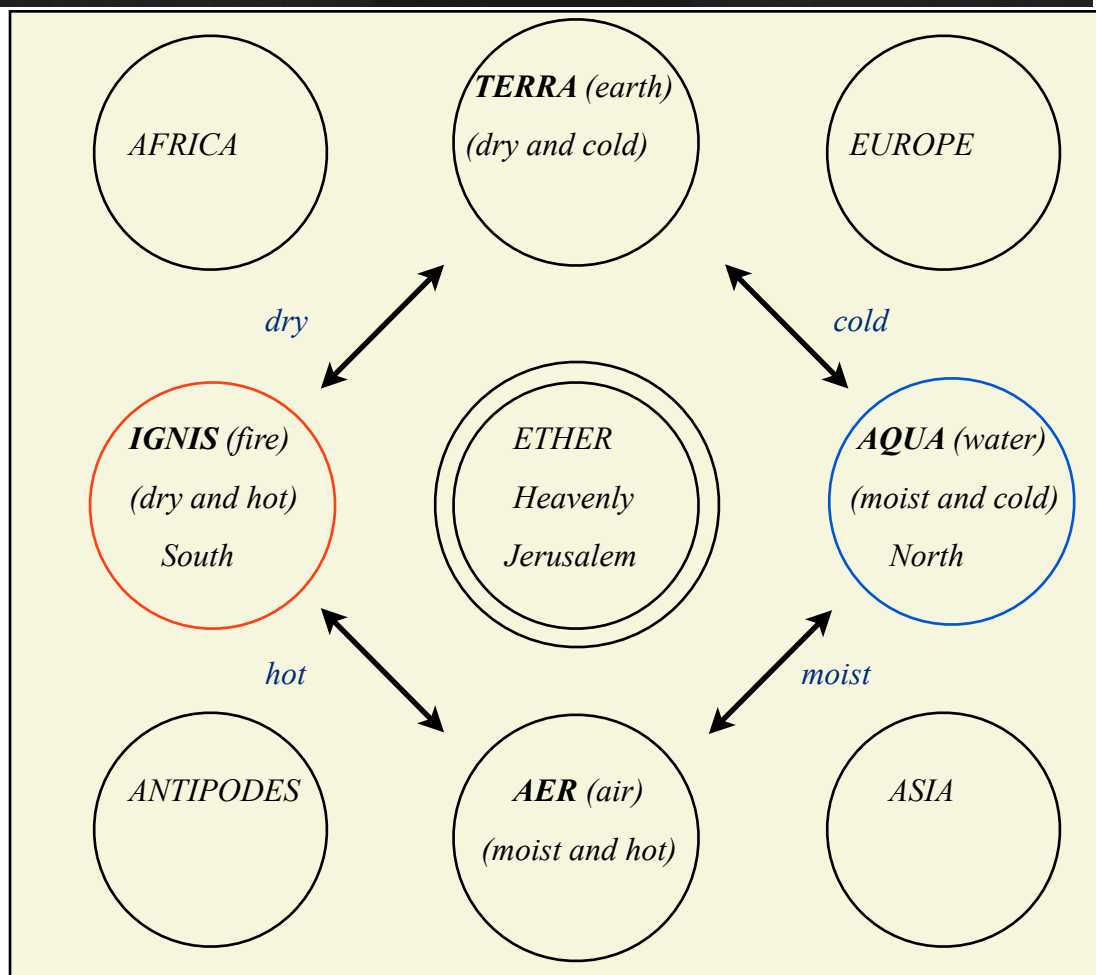 TERRA (earth)
(dry and cold)
AFRICA
EUROPE
dry
cold
IGNIS (fire)
(dry and hot)
South
ETHER
Heavenly
Jerusalem
AQUA (water)
(moist and cold)
North
hot
moist
ANTIPODES
AER (air)
(moist and hot)
ASIA